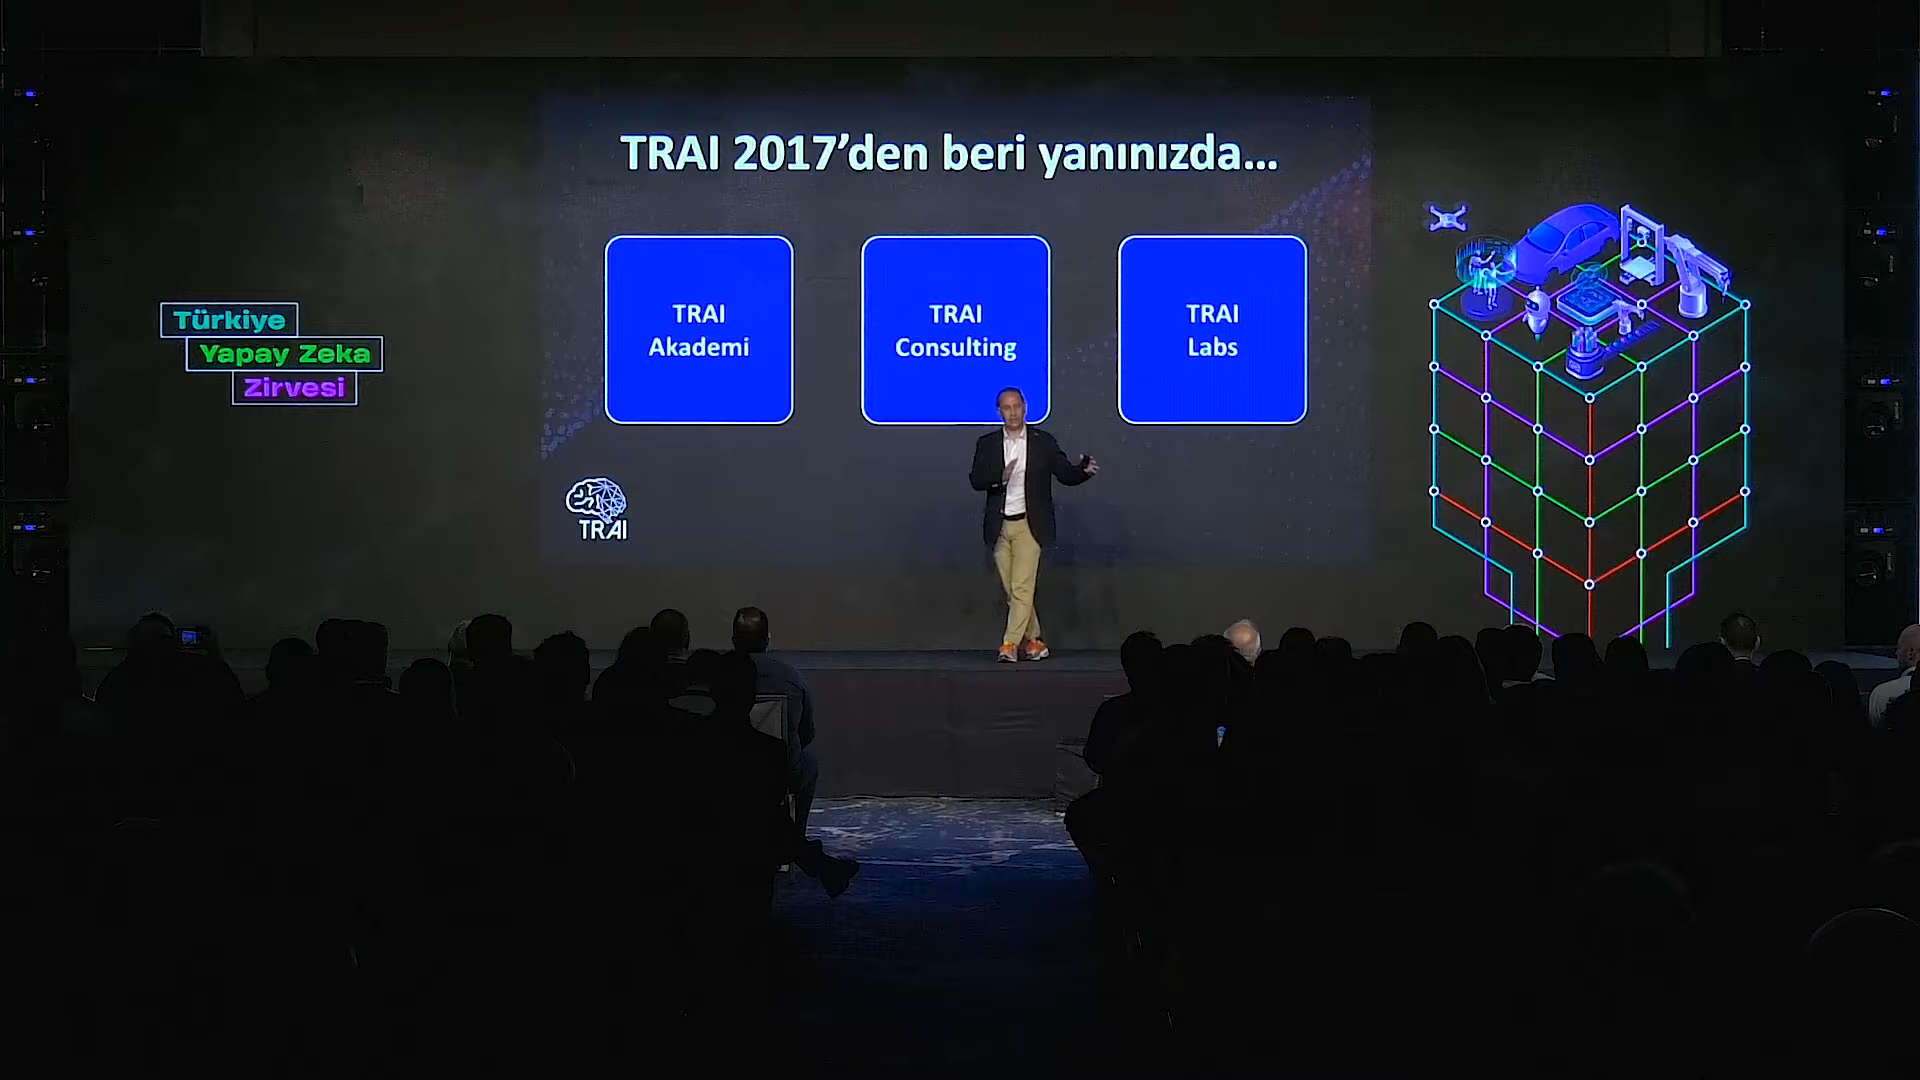 TRAI 2017’den beri yanınızda...
TRAI
Akademi
TRAI
Consulting
TRAI
Labs
Türkiye
Yapay Zeka
Zirvesi
TRAI